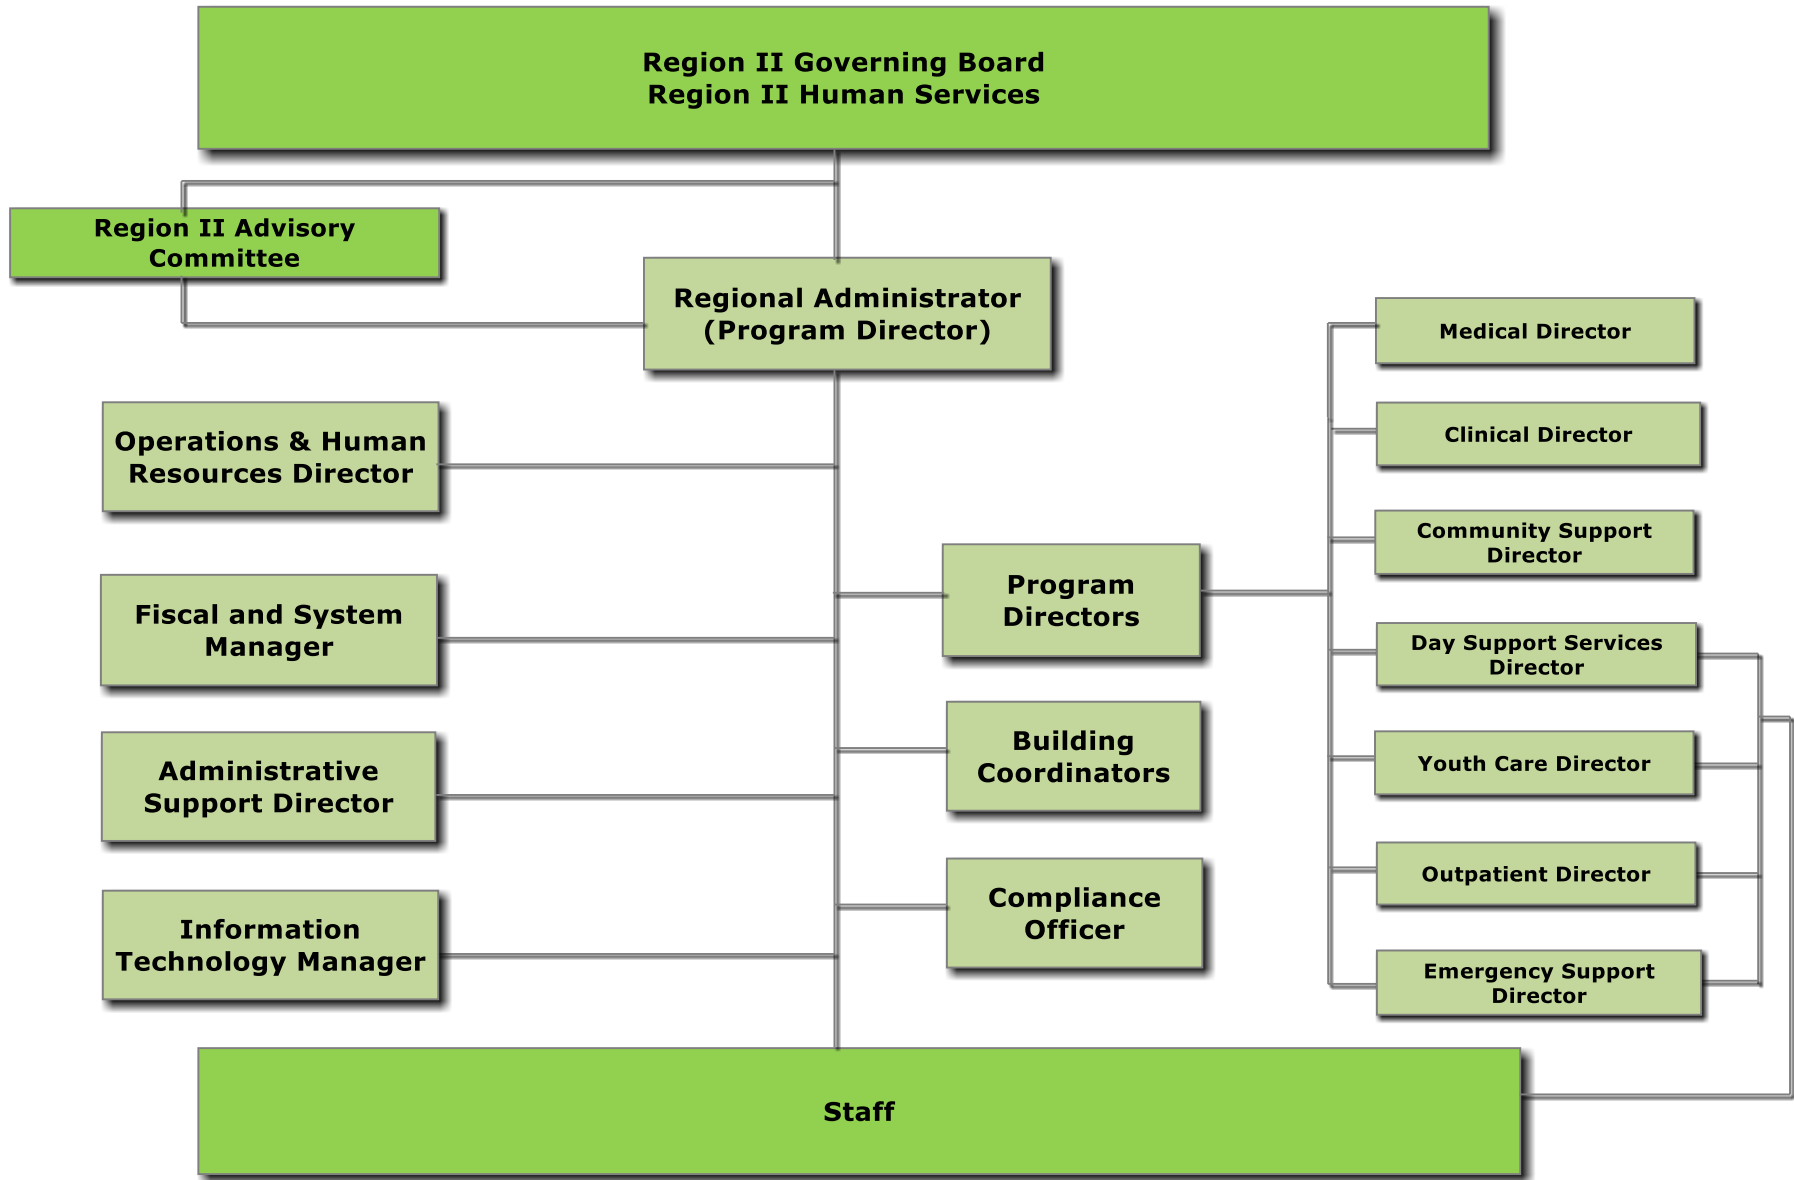 Region II Governing Board
Region II Human Services
Region II Advisory
Committee
Regional Administrator
(Program Director)
Operations & Human
Resources Director
Fiscal and System
Manager
Administrative
Support Director
Information
Technology Manager
Program
Directors
Building
Coordinators
Compliance
Officer
Medical Director
Clinical Director
Community Support
Director
Day Support Services
Director
Youth Care Director
Outpatient Director
Emergency Support
Director
Staff